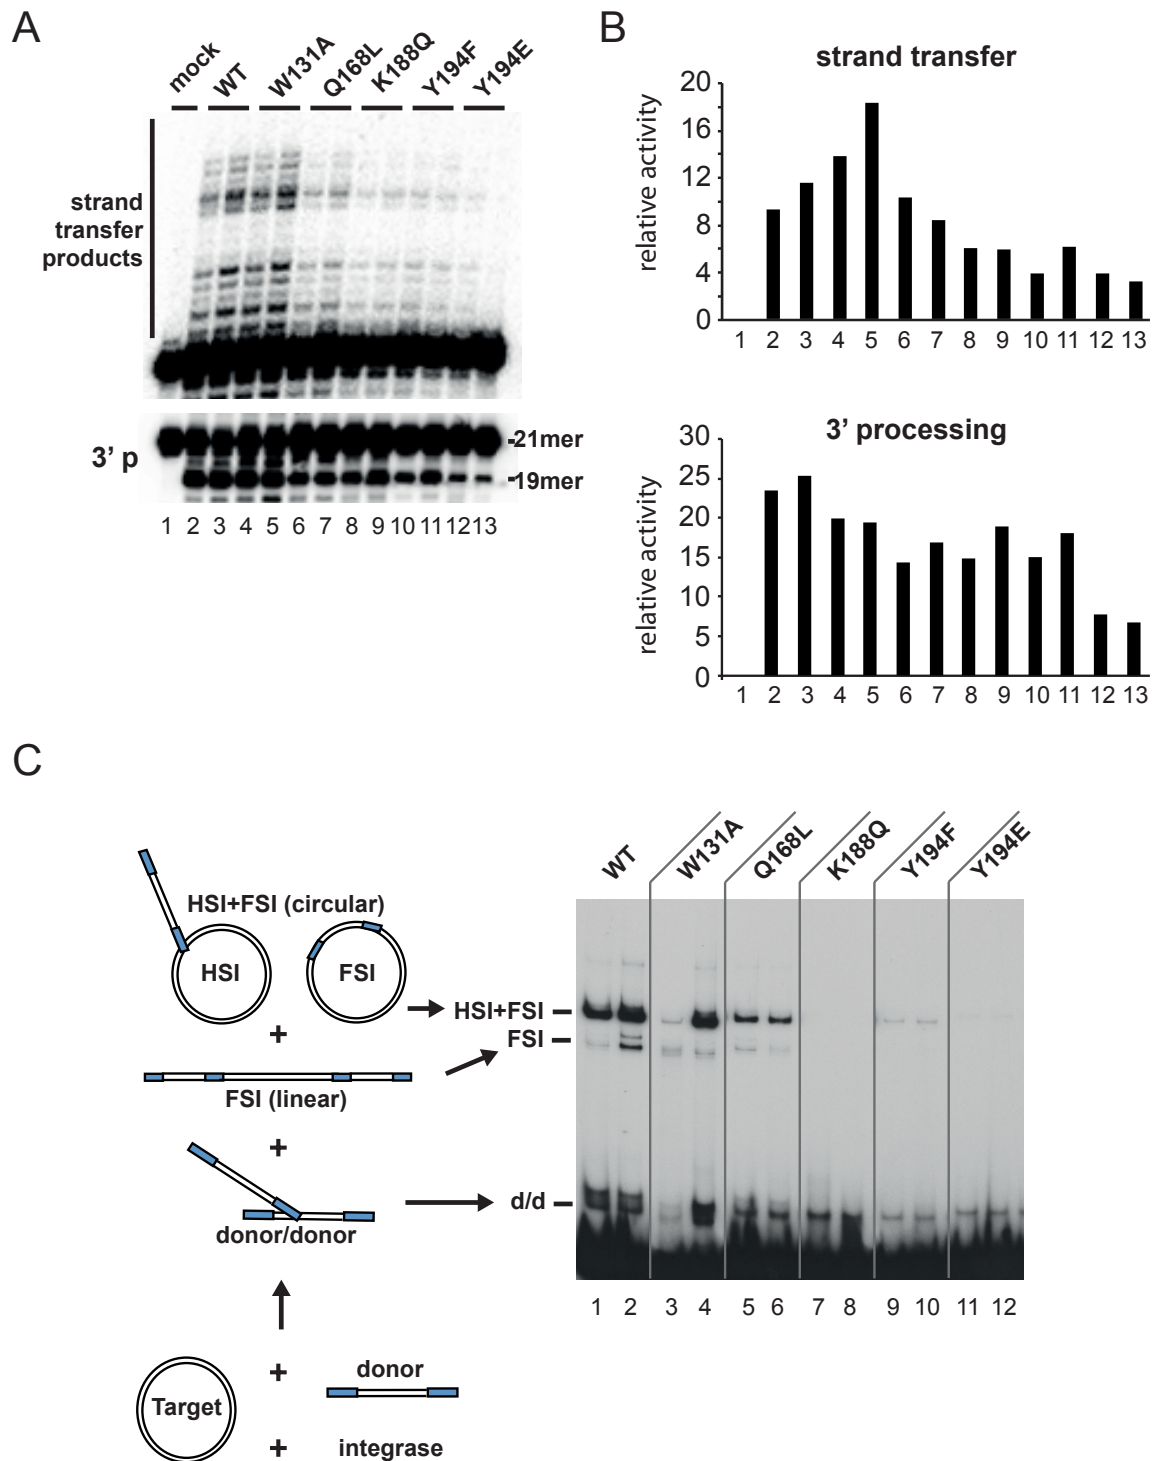 A
mock WT W131A Q168L K188Q Y194F Y194E
strand
transfer
products
3' p
-21mer
-19mer
1 2 3 4 5 6 7 8 9 10 11 12 13
B
strand transfer
relative activity
20
16
12
8
4
0
1 2 3 4 5 6 7 8 9 10 11 12 13
3' processing
relative activity
30
25
20
15
10
5
0
1 2 3 4 5 6 7 8 9 10 11 12 13
C
HSI+FSI (circular)
HSI
FSI
+
FSI (linear)
+
donor/donor
+
donor
Target
+
integrase
WT W131A Q168L K188Q Y194F Y194E
HSI+FSI
FSI
d/d
1 2 3 4 5 6 7 8 9 10 11 12